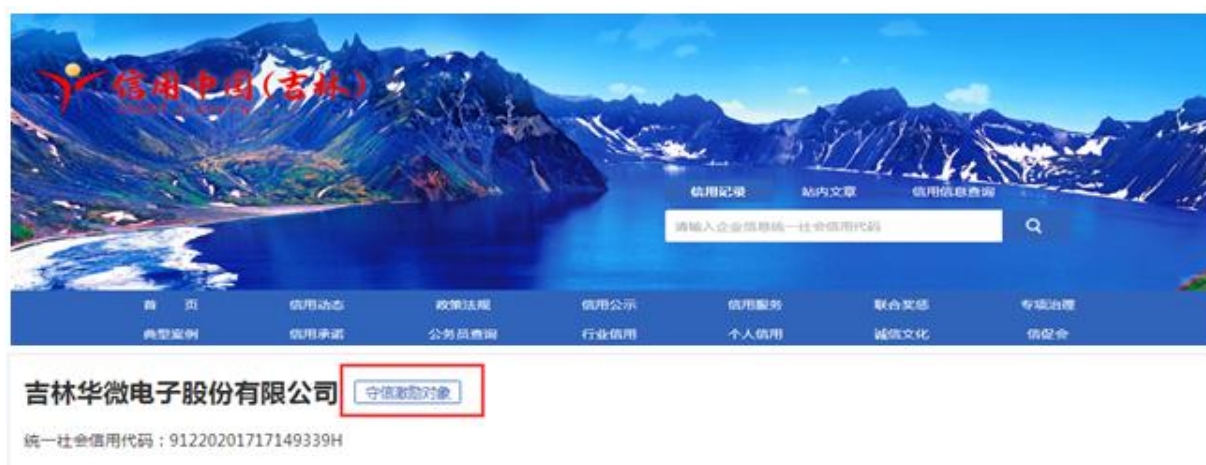 信用中国(吉林)
信用记录 站内文章 信用信息查询
请输入企业信息统一社会信用代码
首 页 信用动态 政策法规 信用公示 信用服务 联合奖惩 专项治理
典型案例 信用承诺 公务员查询 行业信用 个人信用 诚信文化 信促会
吉林华微电子股份有限公司 守信激励对象
统一社会信用代码：91220201717149339H